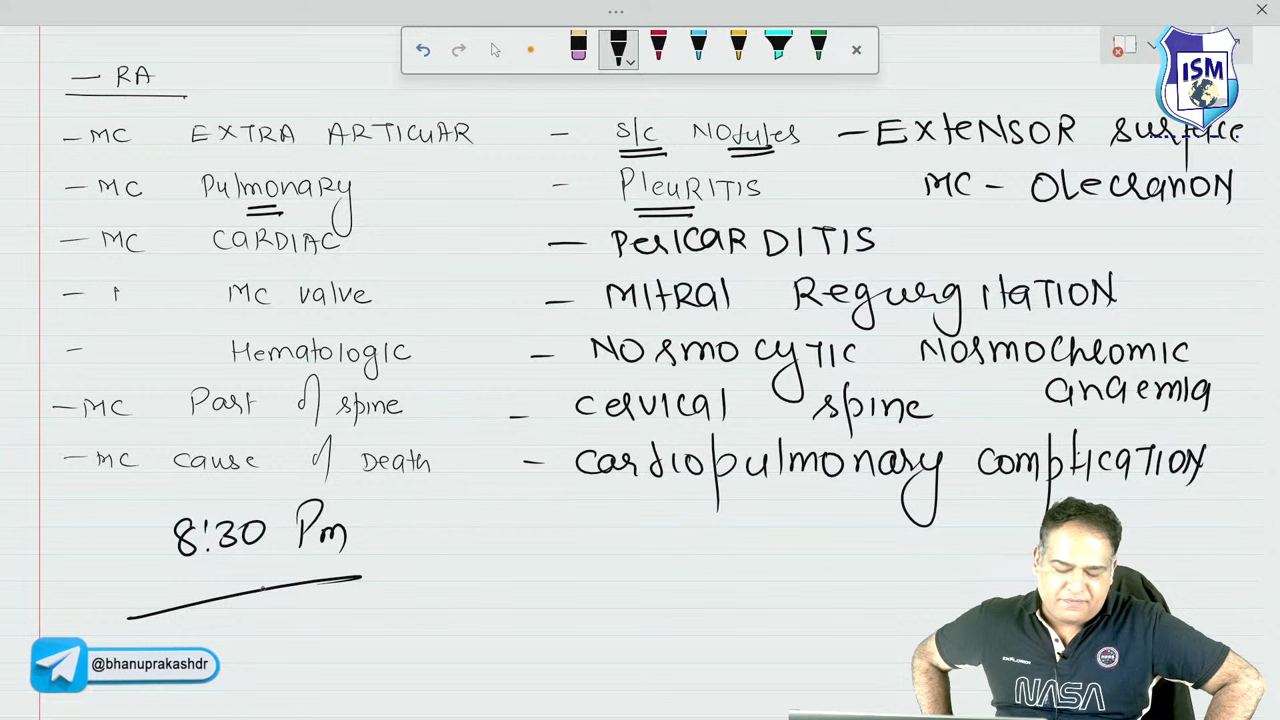 – RA
– MC EXTRA ARTICULAR – s/c NOdules – EXteNSOR surface
– MC Pulmonary – PleuRITIS MC – OlecranON
– MC CARDIAC – PeriCARDITIS
– MC valve – MItral Regurgitation
– Hematologic – NORmocytic Normochromic anaemia
– MC Part of spine – cervical spine
– MC cause of Death – cardiopulmonary complication
8:30 Pm
@bhanuprakashdr
ISM
EXPLORER
NASA